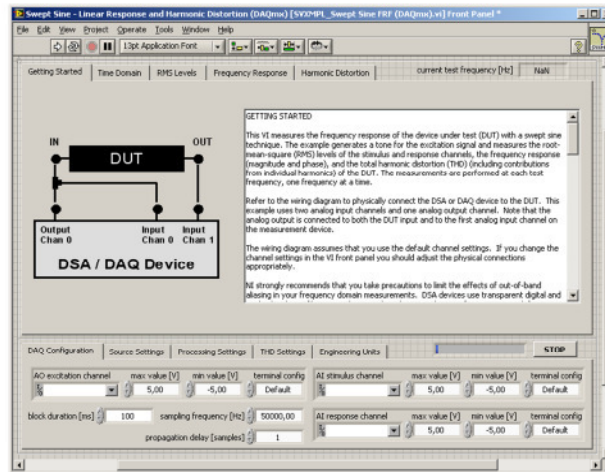 Swept Sine - Linear Response and Harmonic Distortion (DAQmx) [SVXMPL_Swept Sine FRF (DAQmx).vi] Front Panel *
File Edit View Project Operate Tools Window Help
13pt Application Font
Getting Started Time Domain RMS Levels Frequency Response Harmonic Distortion current test frequency [Hz] NaN
GETTING STARTED
This VI measures the frequency response of the device under test (DUT) with a swept sine
technique. The example generates a tone for the excitation signal and measures the root-
mean-square (RMS) levels of the stimulus and response channels, the frequency response
(magnitude and phase), and the total harmonic distortion (THD) (including contributions
from individual harmonics) of the DUT. The measurements are performed at each test
frequency, one frequency at a time.
Refer to the wiring diagram to physically connect the DSA or DAQ device to the DUT. This
example uses two analog input channels and one analog output channel. Note that the
analog output is connected to both the DUT input and to the first analog input channel on
the measurement device.
The wiring diagram assumes that you use the default channel settings. If you change the
channel settings in the VI front panel you should adjust the physical connections
appropriately.
NI strongly recommends that you take precautions to limit the effects of out-of-band
aliasing in your frequency domain measurements. DSA devices use transparent digital and
IN OUT
DUT
Output Input Input
Chan 0 Chan 0 Chan 1
DSA / DAQ Device
DAQ Configuration Source Settings Processing Settings THD Settings Engineering Units STOP
AO excitation channel max value [V] min value [V] terminal config AI stimulus channel max value [V] min value [V] terminal config
5,00 -5,00 Default 5,00 -5,00 Default
block duration [ms] 100 sampling frequency [Hz] 50000,00 AI response channel max value [V] min value [V] terminal config
propagation delay [samples] 1 5,00 -5,00 Default